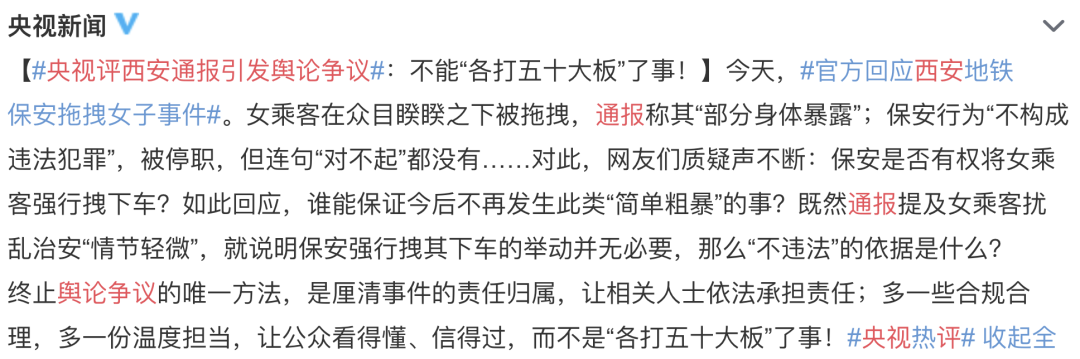 央视新闻
【#央视评西安通报引发舆论争议#：不能“各打五十大板”了事！】今天，#官方回应西安地铁
保安拖拽女子事件#。女乘客在众目睽睽之下被拖拽，通报称其“部分身体暴露”；保安行为“不构成
违法犯罪”，被停职，但连句“对不起”都没有……对此，网友们质疑声不断：保安是否有权将女乘
客强行拽下车？如此回应，谁能保证今后不再发生此类“简单粗暴”的事？既然通报提及女乘客扰
乱治安“情节轻微”，就说明保安强行拽其下车的举动并无必要，那么“不违法”的依据是什么？
终止舆论争议的唯一方法，是厘清事件的责任归属，让相关人士依法承担责任；多一些合规合
理，多一份温度担当，让公众看得懂、信得过，而不是“各打五十大板”了事！#央视热评# 收起全